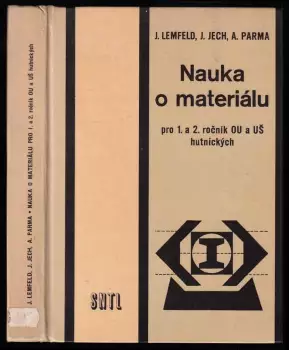 J. LEMFELD, J. JECH, A. PARMA • NAUKA O MATERIÁLU PRO 1. A 2. ROČNÍK OU A UŠ HUTNICKÝCH
J. LEMFELD, J. JECH, A. PARMA
Nauka
o materiálu
pro 1. a 2. ročník OU a UŠ
hutnických
SNTL